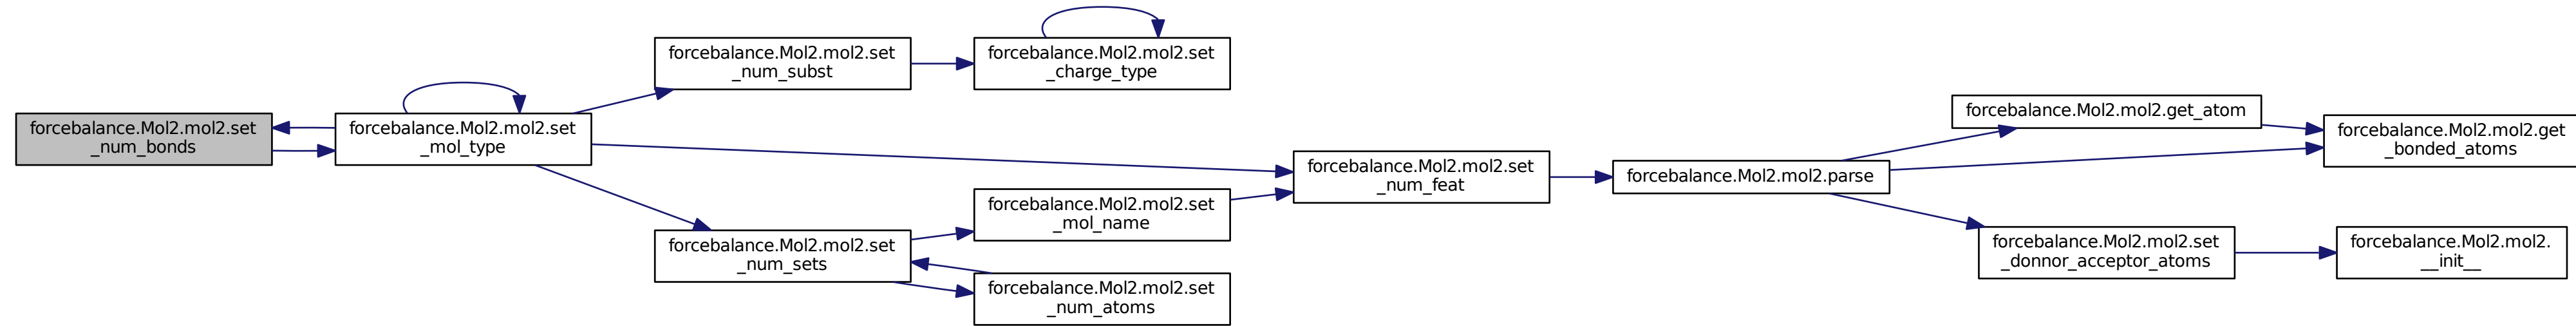 forcebalance.Mol2.mol2.set
_num_bonds
forcebalance.Mol2.mol2.set
_mol_type
forcebalance.Mol2.mol2.set
_num_subst
forcebalance.Mol2.mol2.set
_charge_type
forcebalance.Mol2.mol2.set
_num_sets
forcebalance.Mol2.mol2.set
_mol_name
forcebalance.Mol2.mol2.set
_num_atoms
forcebalance.Mol2.mol2.set
_num_feat
forcebalance.Mol2.mol2.parse
forcebalance.Mol2.mol2.get_atom
forcebalance.Mol2.mol2.get
_bonded_atoms
forcebalance.Mol2.mol2.set
_donnor_acceptor_atoms
forcebalance.Mol2.mol2.
__init__